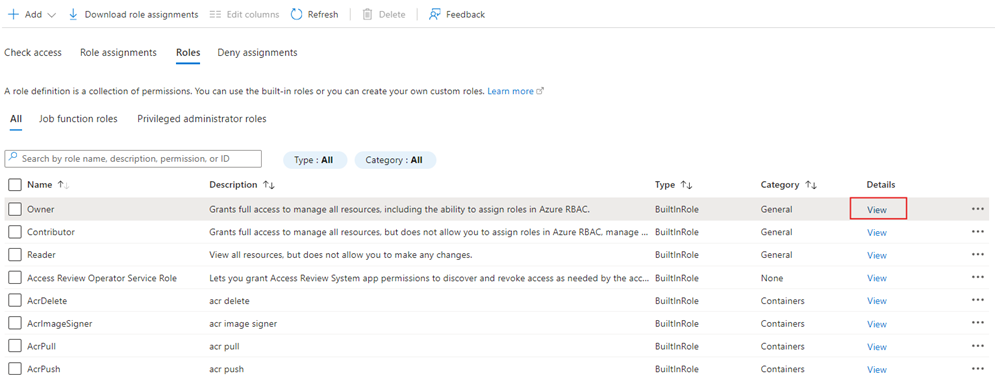 Add Download role assignments Edit columns Refresh Delete Feedback
Check access Role assignments Roles Deny assignments
A role definition is a collection of permissions. You can use the built-in roles or you can create your own custom roles. Learn more
All Job function roles Privileged administrator roles
Search by role name, description, permission, or ID Type : All Category : All
Name Description Type Category Details
Owner Grants full access to manage all resources, including the ability to assign roles in Azure RBAC. BuiltInRole General View ...
Contributor Grants full access to manage all resources, but does not allow you to assign roles in Azure RBAC, manage ... BuiltInRole General View ...
Reader View all resources, but does not allow you to make any changes. BuiltInRole General View ...
Access Review Operator Service Role Lets you grant Access Review System app permissions to discover and revoke access as needed by the acc... BuiltInRole None View ...
AcrDelete acr delete BuiltInRole Containers View ...
AcrImageSigner acr image signer BuiltInRole Containers View ...
AcrPull acr pull BuiltInRole Containers View ...
AcrPush acr push BuiltInRole Containers View ...